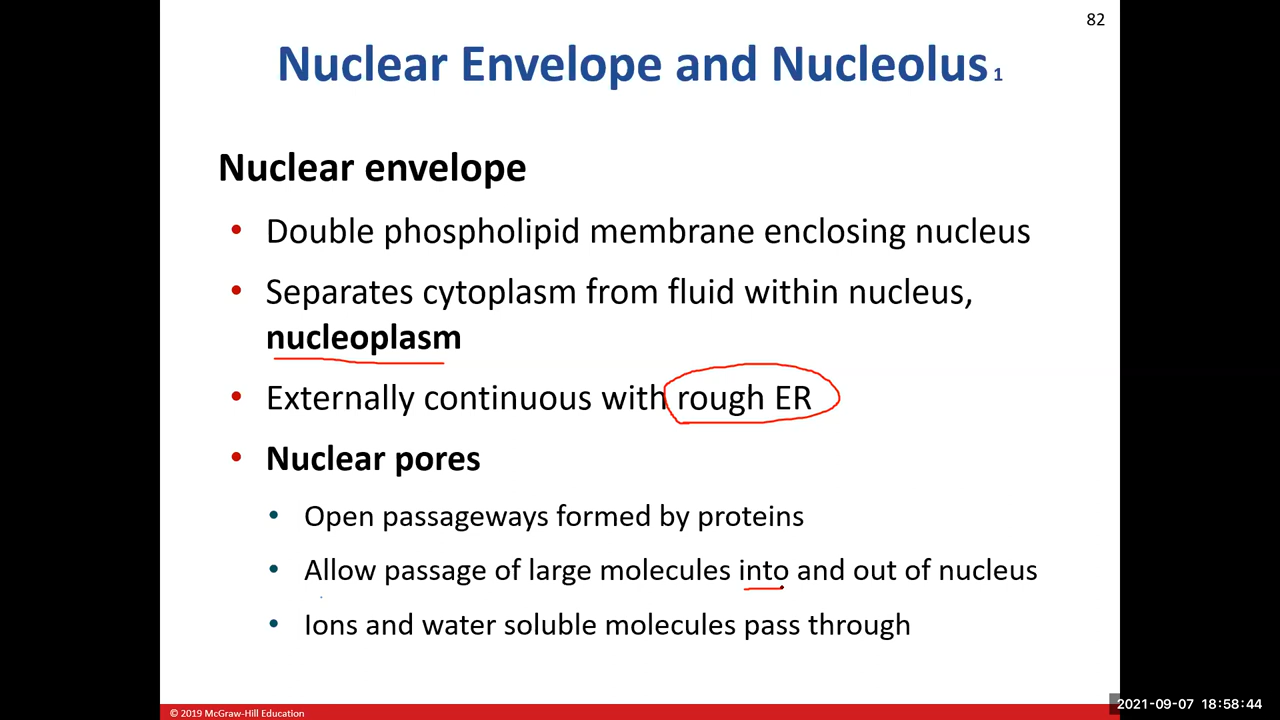 82
Nuclear Envelope and Nucleolus 1
Nuclear envelope
• Double phospholipid membrane enclosing nucleus
• Separates cytoplasm from fluid within nucleus,
nucleoplasm
• Externally continuous with rough ER
• Nuclear pores
• Open passageways formed by proteins
• Allow passage of large molecules into and out of nucleus
• Ions and water soluble molecules pass through
© 2019 McGraw-Hill Education
2021-09-07 18:58:44